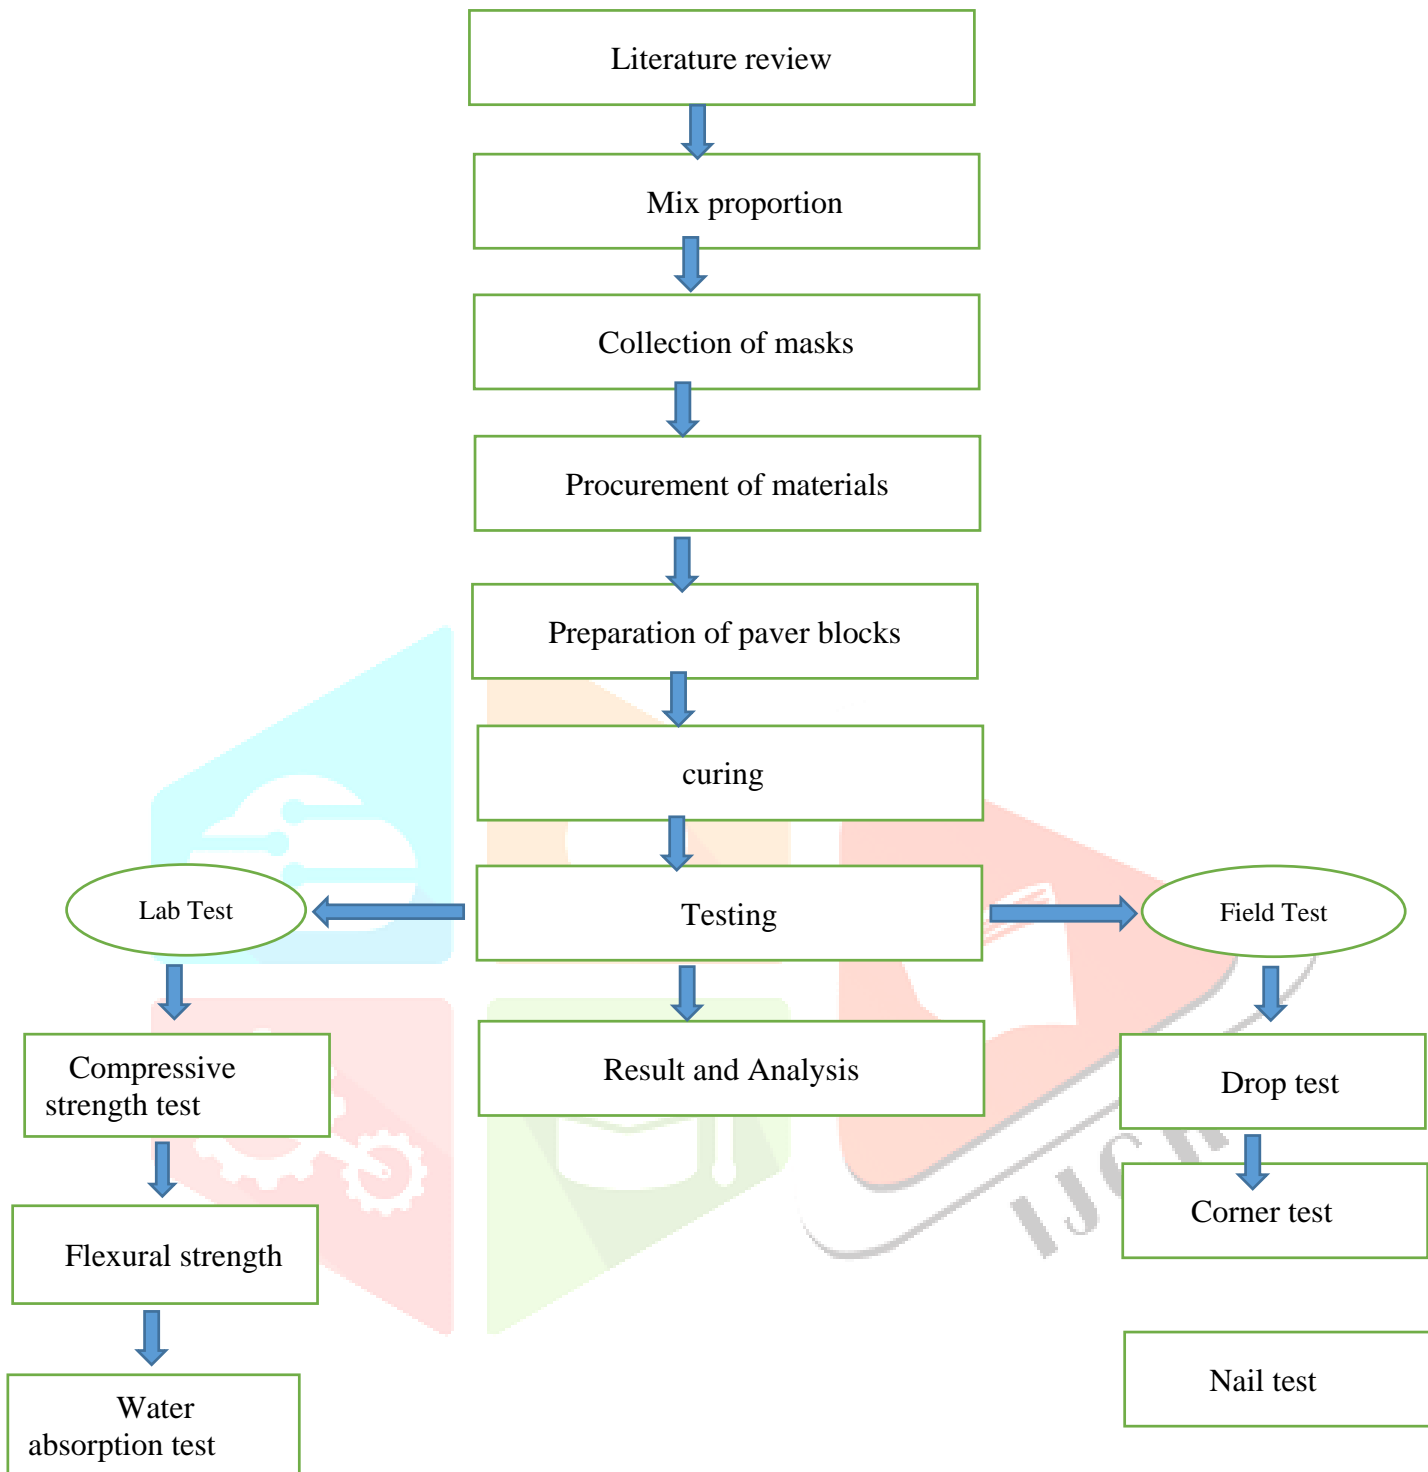 Literature review
Mix proportion
Collection of masks
Procurement of materials
Preparation of paver blocks
curing
Lab Test
Testing
Field Test
Compressive
strength test
Result and Analysis
Drop test
Flexural strength
Corner test
Water
absorption test
Nail test